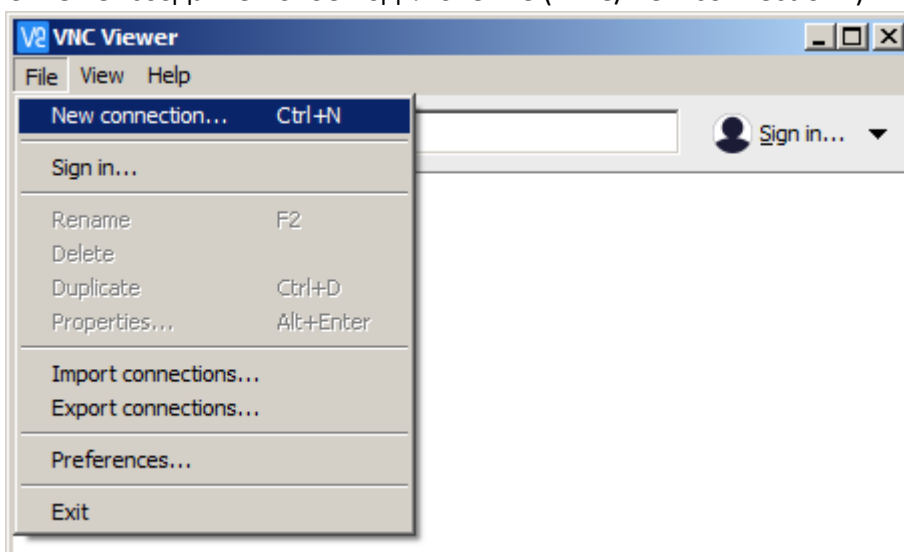 VNC Viewer
File View Help
New connection... Ctrl+N
Sign in...
Sign in...
Rename F2
Delete
Duplicate Ctrl+D
Properties... Alt+Enter
Import connections...
Export connections...
Preferences...
Exit